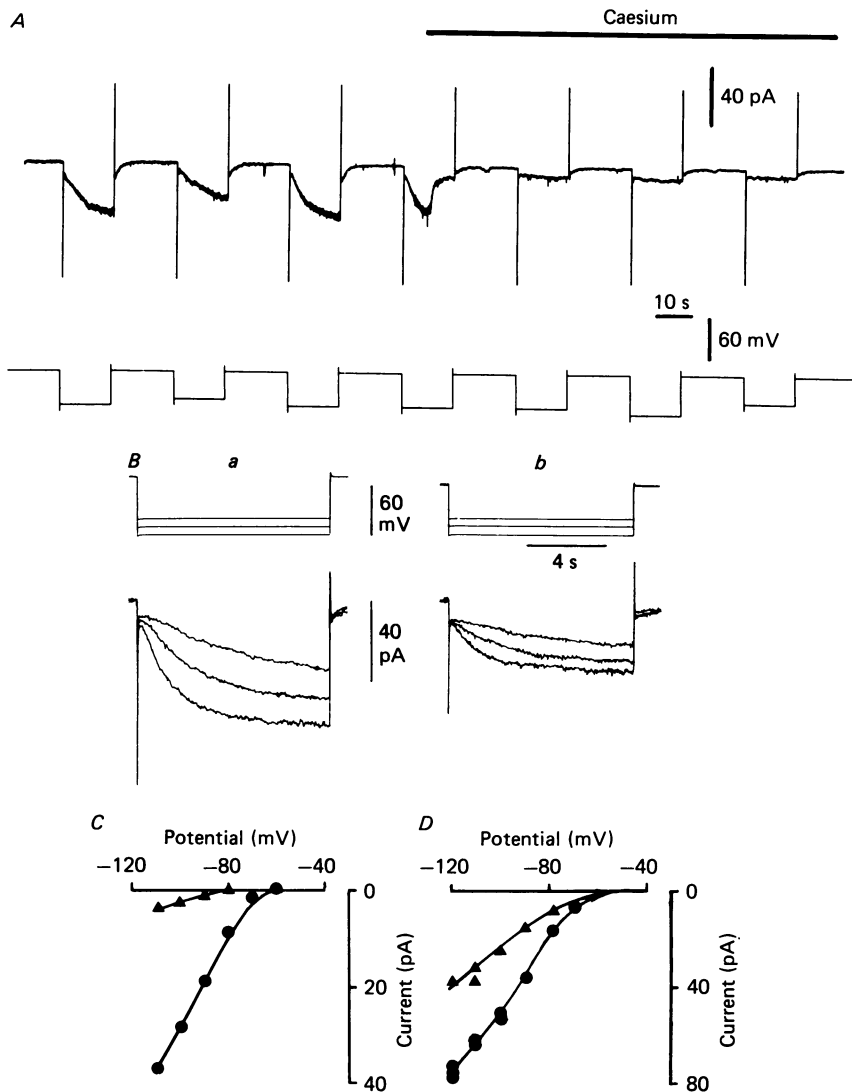 A
Caesium
40 pA
10 s
60 mV
B a b
60
mV
4 s
40
pA
C D
Potential (mV) Potential (mV)
−120 −80 −40 −120 −80 −40
0 0
20 40
40 80
Current (pA) Current (pA)